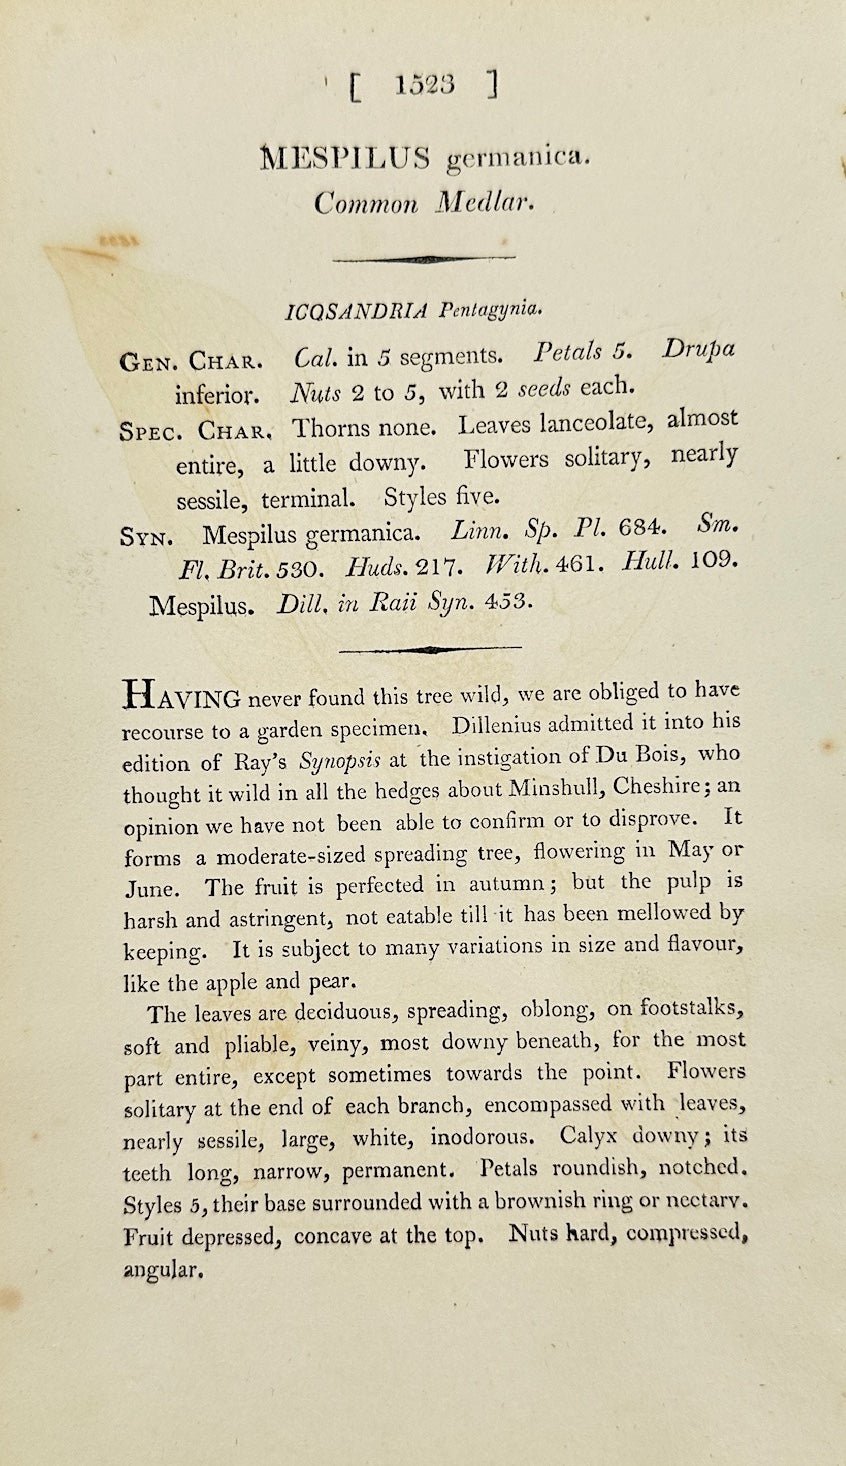 [ 1523 ]
MESPILUS germanica.
Common Medlar.
ICOSANDRIA Pentagynia.
GEN. CHAR. Cal. in 5 segments. Petals 5. Drupa
inferior. Nuts 2 to 5, with 2 seeds each.
SPEC. CHAR. Thorns none. Leaves lanceolate, almost
entire, a little downy. Flowers solitary, nearly
sessile, terminal. Styles five.
SYN. Mespilus germanica. Linn. Sp. Pl. 684. Sm.
Fl. Brit. 530. Huds. 217. With. 461. Hull. 109.
Mespilus. Dill. in Raii Syn. 453.
HAVING never found this tree wild, we are obliged to have
recourse to a garden specimen. Dillenius admitted it into his
edition of Ray's Synopsis at the instigation of Du Bois, who
thought it wild in all the hedges about Minshull, Cheshire; an
opinion we have not been able to confirm or to disprove. It
forms a moderate-sized spreading tree, flowering in May or
June. The fruit is perfected in autumn; but the pulp is
harsh and astringent, not eatable till it has been mellowed by
keeping. It is subject to many variations in size and flavour,
like the apple and pear.
The leaves are deciduous, spreading, oblong, on footstalks,
soft and pliable, veiny, most downy beneath, for the most
part entire, except sometimes towards the point. Flowers
solitary at the end of each branch, encompassed with leaves,
nearly sessile, large, white, inodorous. Calyx downy; its
teeth long, narrow, permanent. Petals roundish, notched.
Styles 5, their base surrounded with a brownish ring or nectary.
Fruit depressed, concave at the top. Nuts hard, compressed,
angular.